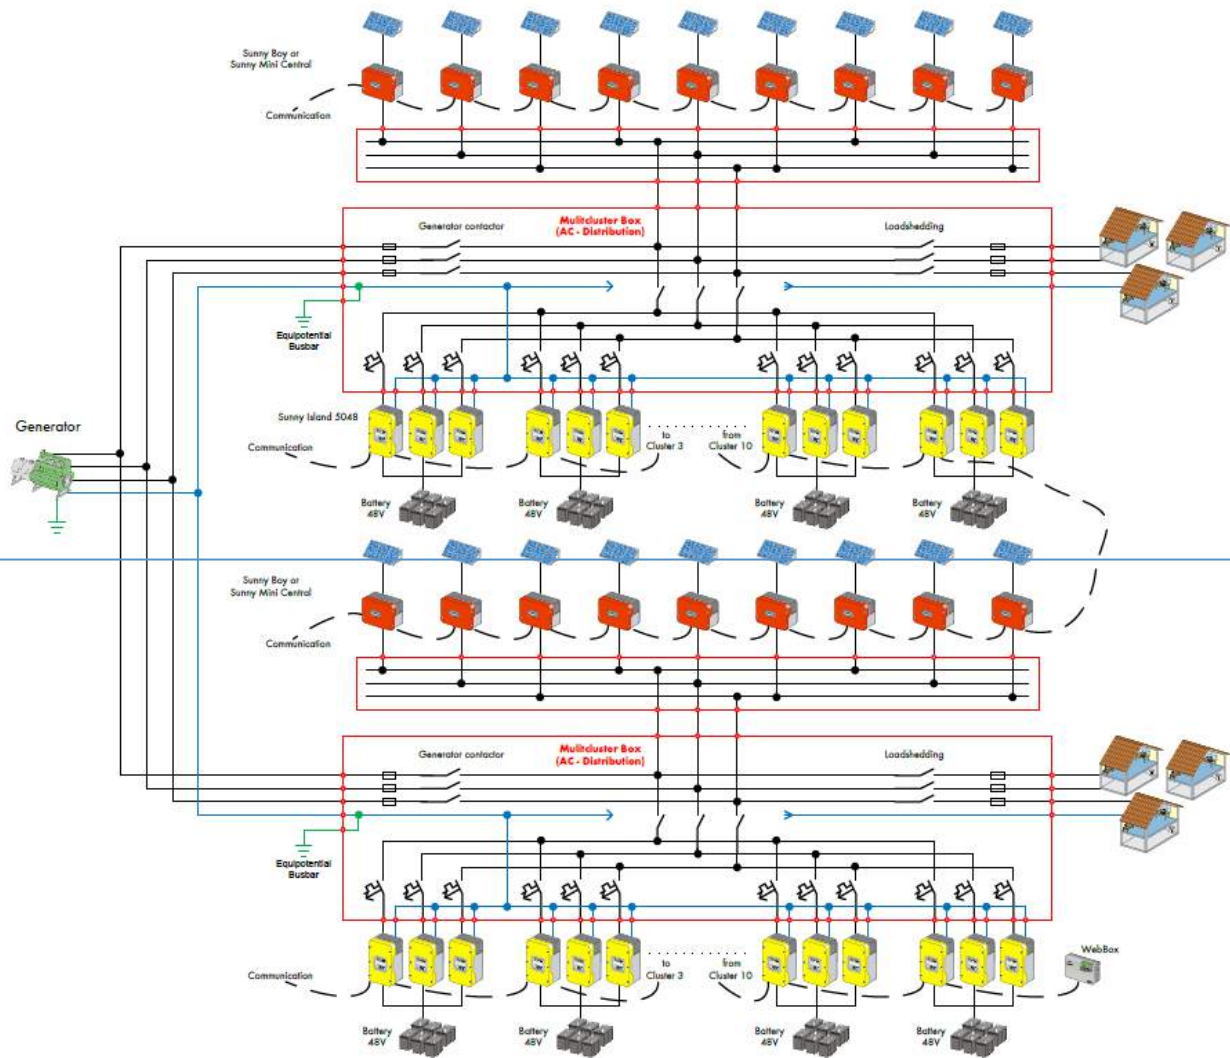 Sunny Boy or
Sunny Mini Central
Communication
Mulitcluster Box
(AC - Distribution)
Generator contactor
Loadshedding
Equipotential
Busbar
Sunny Island 5048
Communication
to
Cluster 3
from
Cluster 10
Generator
Battery
48V
Battery
48V
Battery
48V
Battery
48V
Sunny Boy or
Sunny Mini Central
Communication
Generator contactor
Mulitcluster Box
(AC - Distribution)
Loadshedding
Equipotential
Busbar
Communication
to
Cluster 3
from
Cluster 10
WebBox
Battery
48V
Battery
48V
Battery
48V
Battery
48V